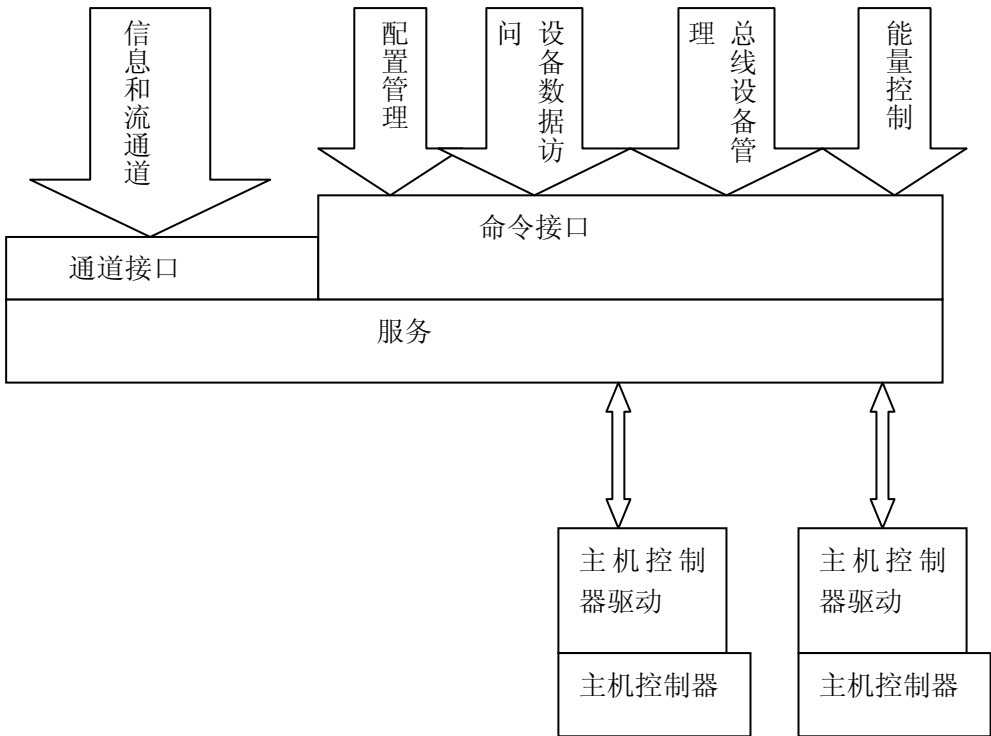 信息和流通道
配置管理
设备数据访
问
总线设备管
理
能量控制
命令接口
通道接口
服务
主机控制
器驱动
主机控制
器驱动
主机控制器
主机控制器